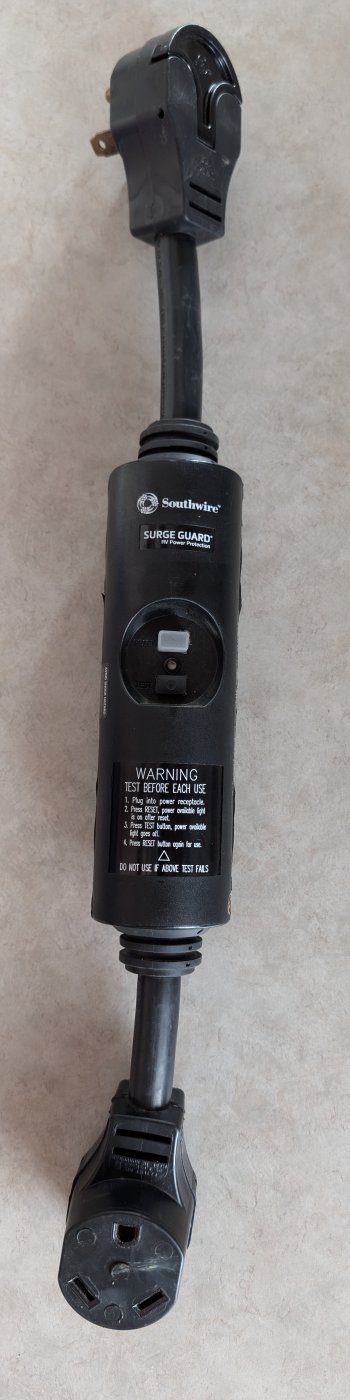 Southwire™
SURGE GUARD®
RV Power Protection
TEST
WARNING
TEST BEFORE EACH USE
1. Plug into power receptacle.
2. Press RESET, power available light
is on after reset.
3. Press TEST button, power available
light goes off.
4. Press RESET button again for use.
DO NOT USE IF ABOVE TEST FAILS